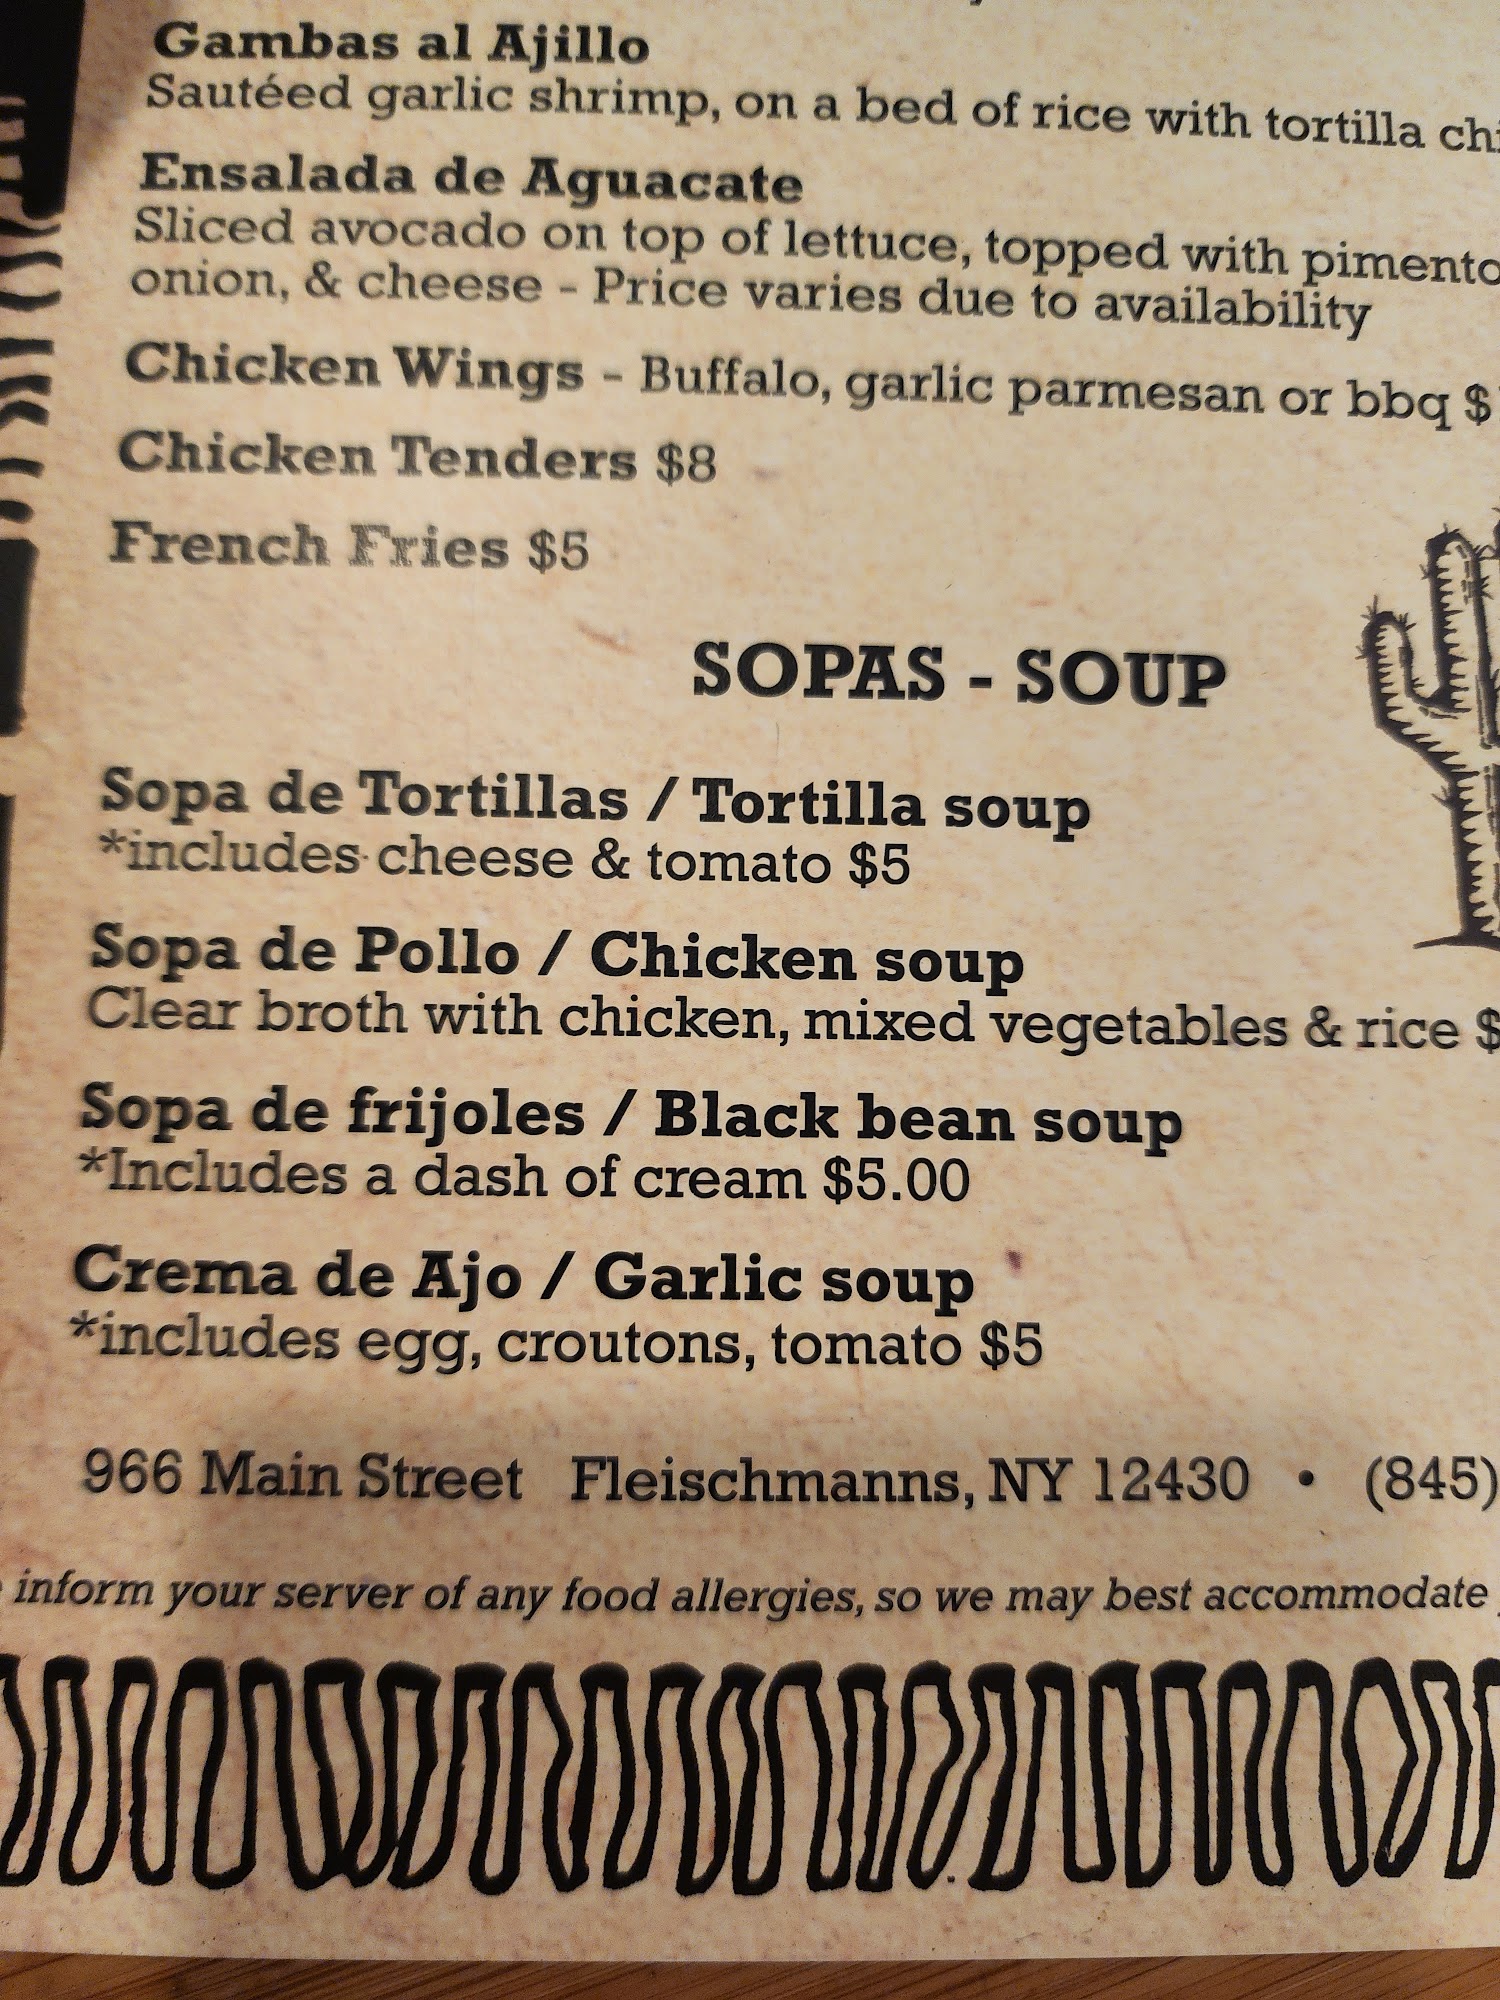 Gambas al Ajillo
Sautéed garlic shrimp, on a bed of rice with tortilla
Ensalada de Aguacate
Sliced avocado on top of lettuce, topped with pimento
onion, & cheese - Price varies due to availability
Chicken Wings - Buffalo, garlic parmesan or bbq $
Chicken Tenders $8
French Fries $5
SOPAS - SOUP
Sopa de Tortillas / Tortilla soup
*includes cheese & tomato $5
Sopa de Pollo / Chicken soup
Clear broth with chicken, mixed vegetables & rice $
Sopa de frijoles / Black bean soup
*Includes a dash of cream $5.00
Crema de Ajo / Garlic soup
*includes egg, croutons, tomato $5
966 Main Street Fleischmanns, NY 12430 • (845)
inform your server of any food allergies, so we may best accommodate